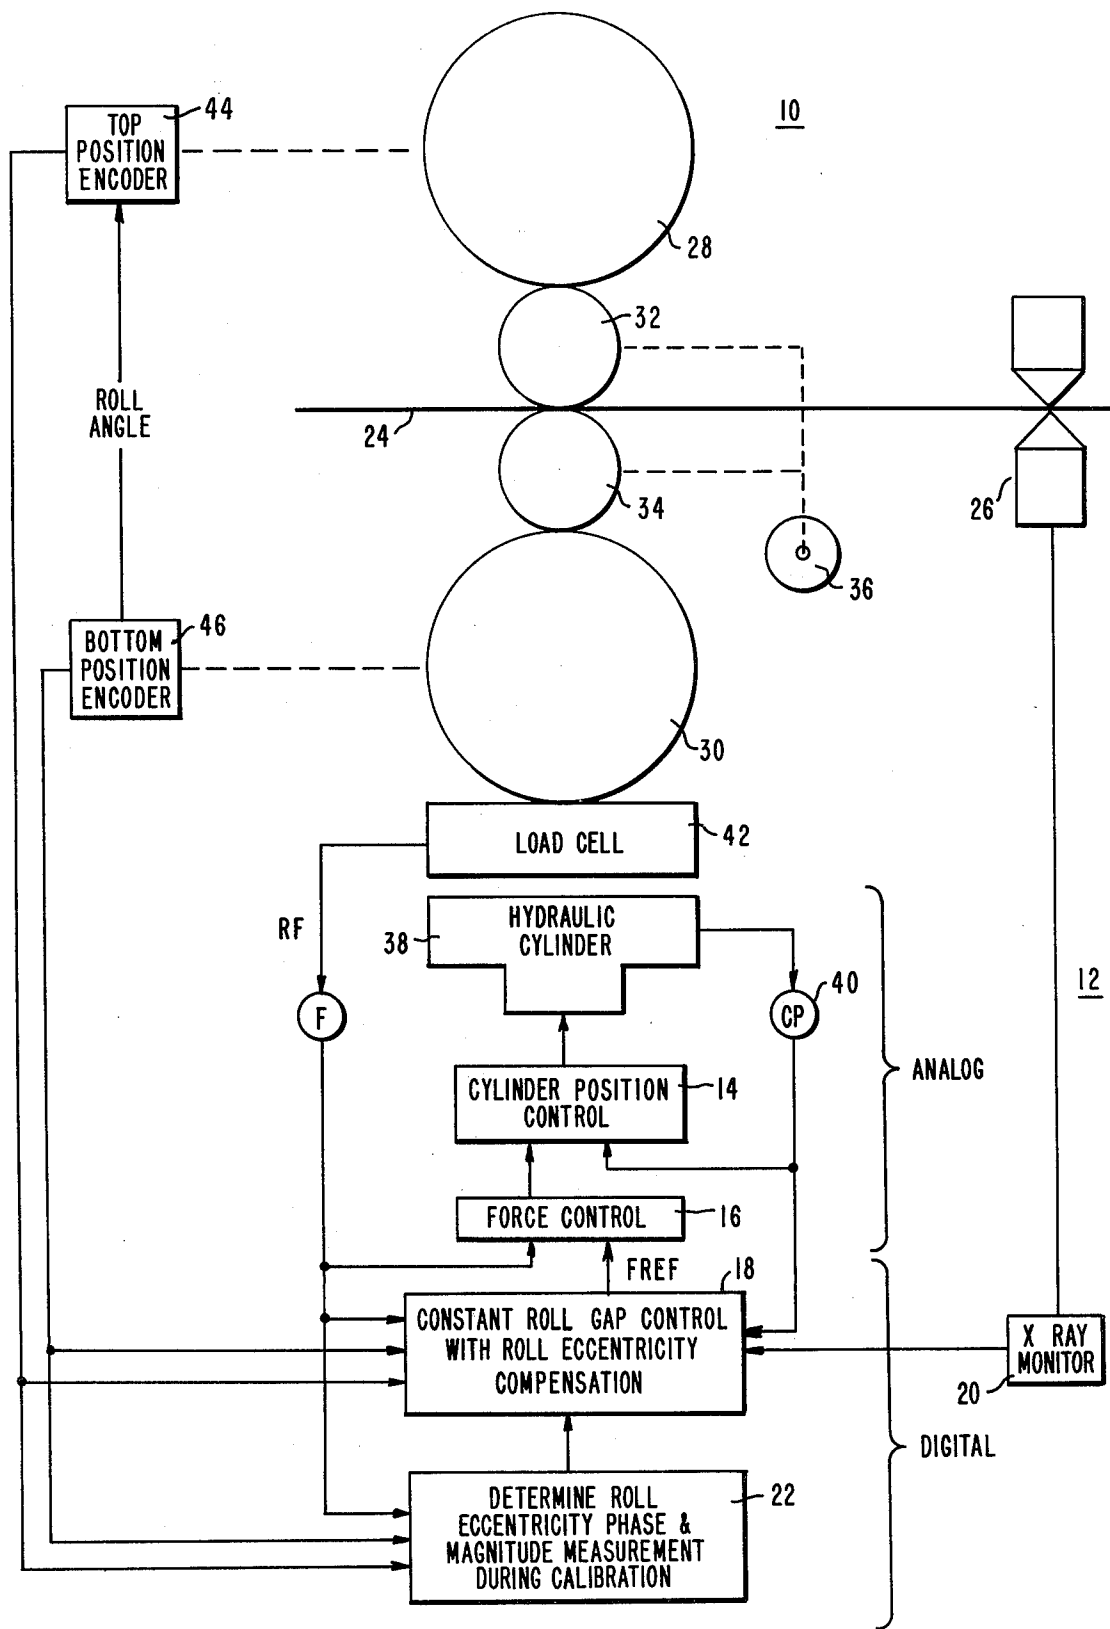 44
TOP
POSITION
ENCODER
10
28
32
ROLL
ANGLE
24
34
26
36
46
BOTTOM
POSITION
ENCODER
30
LOAD CELL
42
RF
38
HYDRAULIC
CYLINDER
40
12
F
CP
ANALOG
CYLINDER POSITION
CONTROL
14
FORCE CONTROL
16
FREF
18
CONSTANT ROLL GAP CONTROL
WITH ROLL ECCENTRICITY
COMPENSATION
X RAY
MONITOR
20
DIGITAL
DETERMINE ROLL
ECCENTRICITY PHASE &
MAGNITUDE MEASUREMENT
DURING CALIBRATION
22